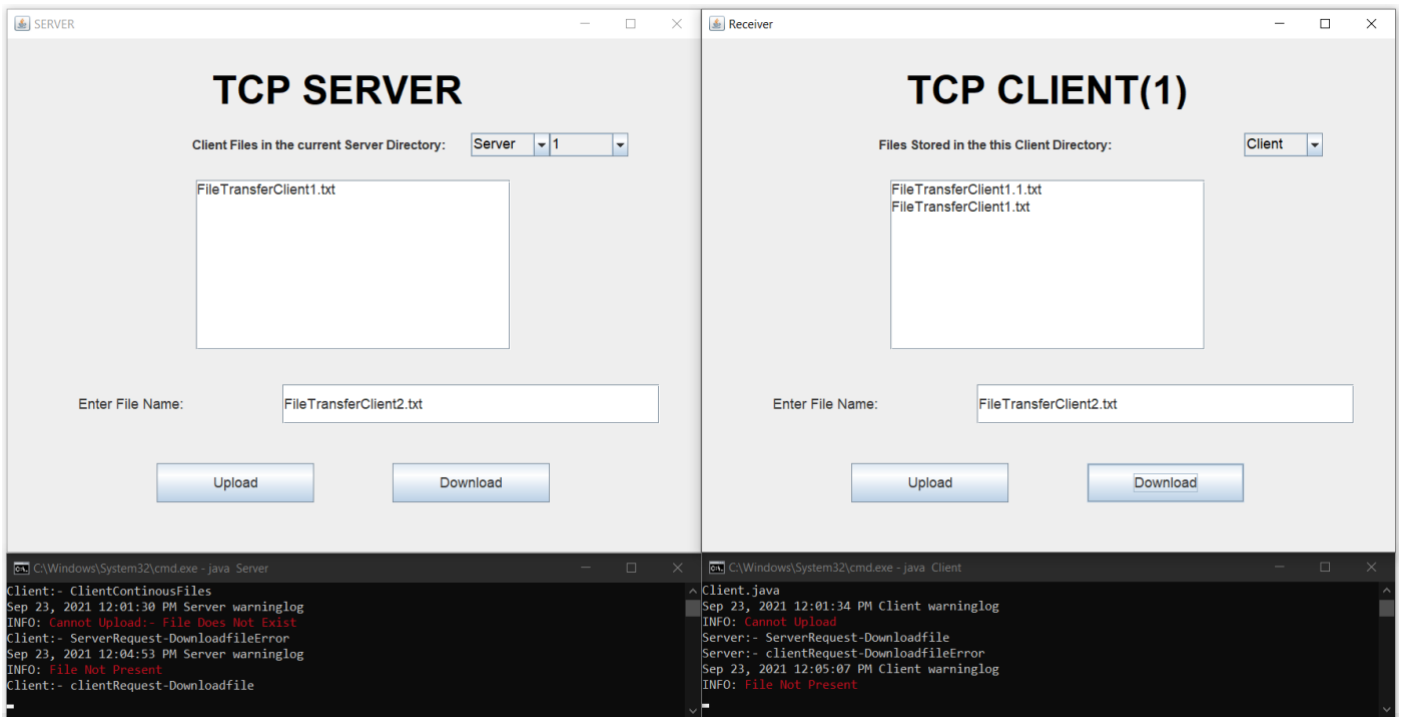 SERVER
TCP SERVER
Client Files in the current Server Directory:
Server
1
FileTransferClient1.txt
Enter File Name:
FileTransferClient2.txt
Upload
Download
C:\Windows\System32\cmd.exe - java Server
Client:- ClientContinousFiles
Sep 23, 2021 12:01:30 PM Server warninglog
INFO: Cannot Upload:- File Does Not Exist
Client:- ServerRequest-DownloadfileError
Sep 23, 2021 12:04:53 PM Server warninglog
INFO: File Not Present
Client:- clientRequest-Downloadfile
Receiver
TCP CLIENT(1)
Files Stored in the this Client Directory:
Client
FileTransferClient1.1.txt
FileTransferClient1.txt
Enter File Name:
FileTransferClient2.txt
Upload
Download
C:\Windows\System32\cmd.exe - java Client
Client.java
Sep 23, 2021 12:01:34 PM Client warninglog
INFO: Cannot Upload
Server:- ServerRequest-Downloadfile
Server:- clientRequest-DownloadfileError
Sep 23, 2021 12:05:07 PM Client warninglog
INFO: File Not Present